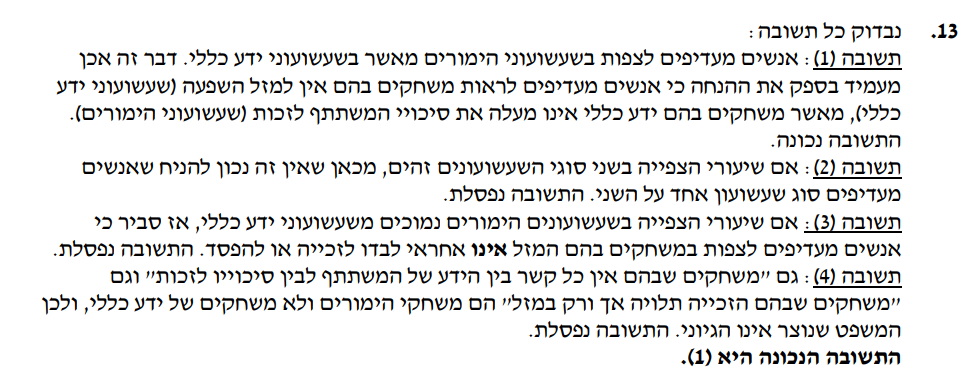 13. נבדוק כל תשובה:
תשובה (1): אנשים מעדיפים לצפות בשעשועוני הימורים מאשר בשעשועוני ידע כללי. דבר זה אכן
מעמיד בספק את ההנחה כי אנשים מעדיפים לראות משחקים בהם אין למזל השפעה (שעשועוני ידע
כללי), מאשר משחקים בהם ידע כללי אינו מעלה את סיכויי המשתתף לזכות (שעשועוני הימורים).
התשובה נכונה.
תשובה (2): אם שיעורי הצפייה בשני סוגי השעשועונים זהים, מכאן שאין זה נכון להניח שאנשים
מעדיפים סוג שעשועון אחד על השני. התשובה נפסלת.
תשובה (3): אם שיעורי הצפייה בשעשועונים הימורים נמוכים משעשועוני ידע כללי, אז סביר כי
אנשים מעדיפים לצפות במשחקים בהם המזל אינו אחראי לבדו לזכייה או להפסד. התשובה נפסלת.
תשובה (4): גם "משחקים שבהם אין כל קשר בין הידע של המשתתף לבין סיכוייו לזכות" וגם
"משחקים שבהם הזכייה תלויה אך ורק במזל" הם משחקי הימורים ולא משחקים של ידע כללי, ולכן
המשפט שנוצר אינו הגיוני. התשובה נפסלת.
התשובה הנכונה היא (1).